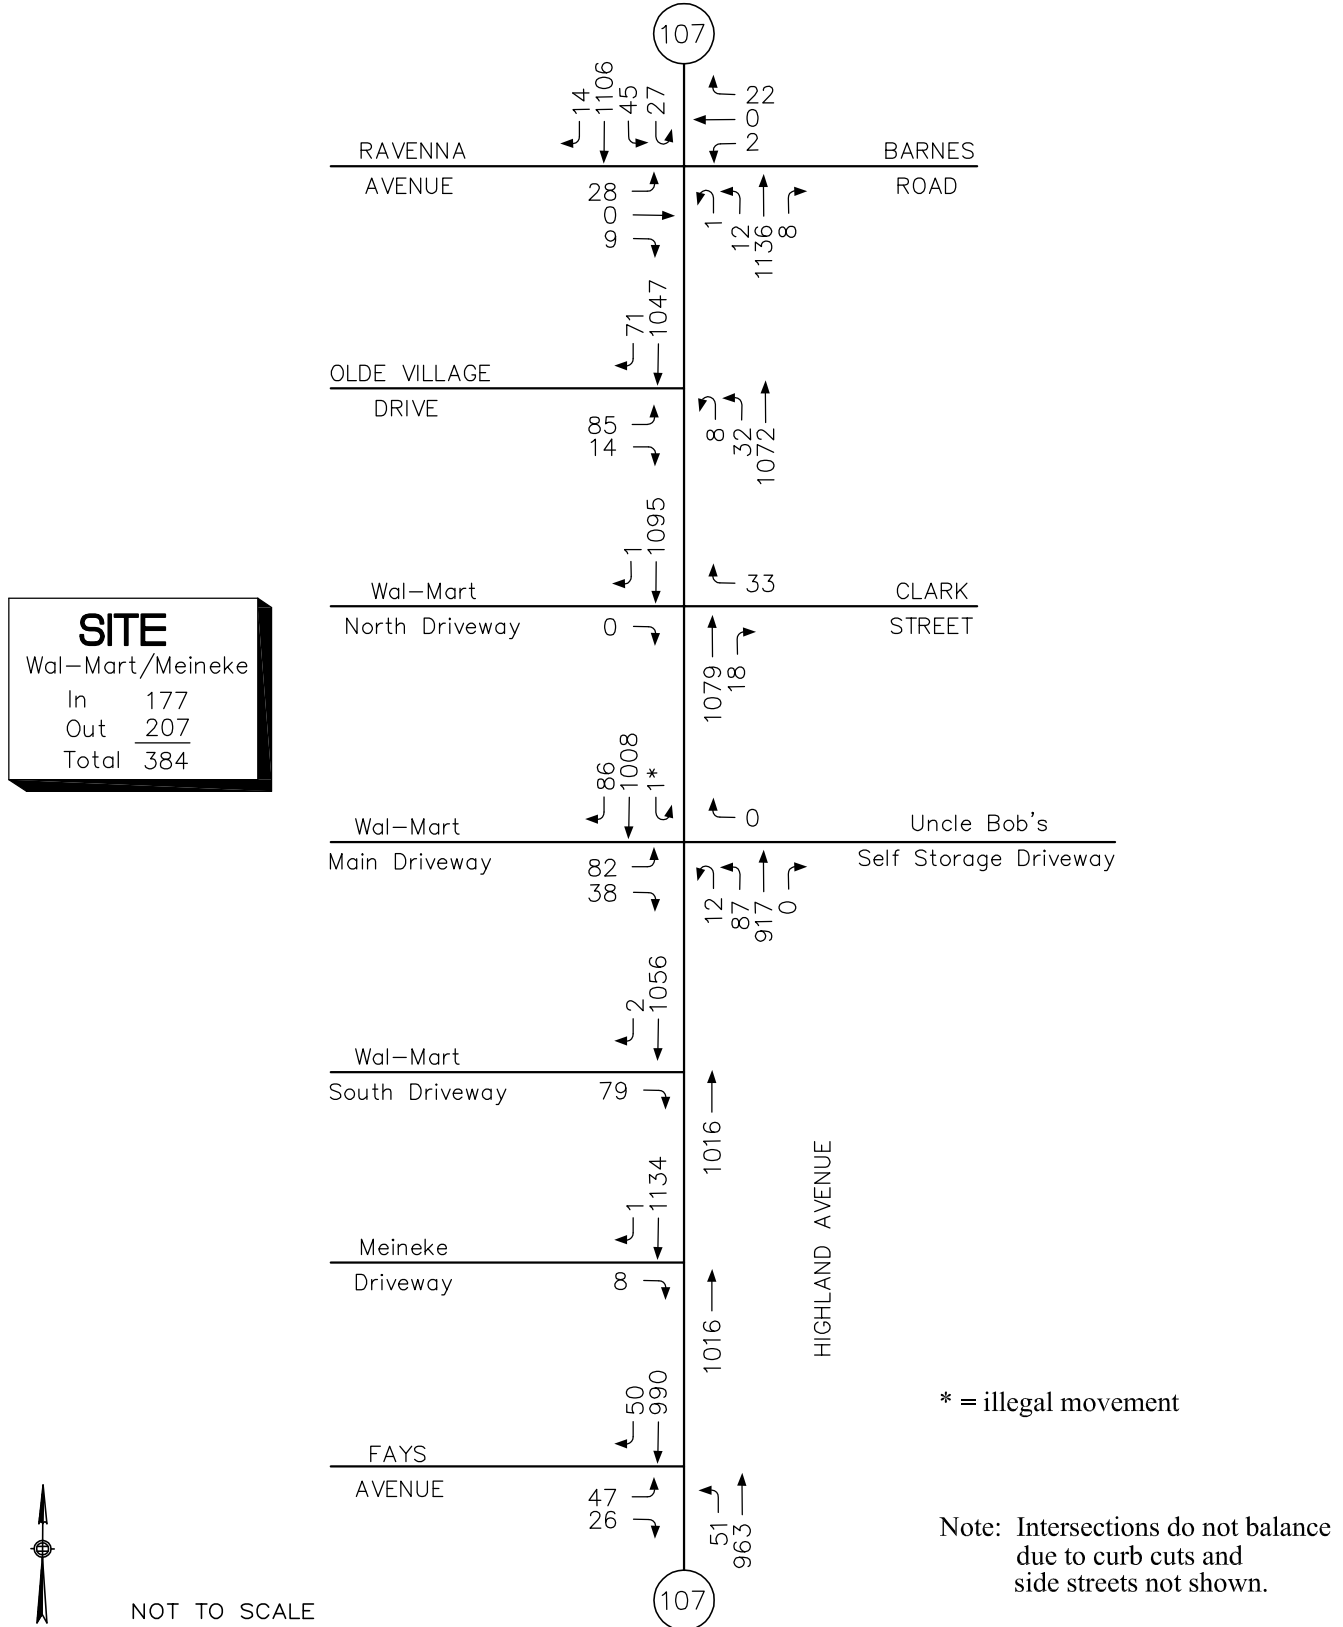 107
14
1106
45
27
22
0
2
RAVENNA
AVENUE
BARNES
ROAD
28
0
9
1
12
1136
8
71
1047
OLDE VILLAGE
DRIVE
85
14
8
32
1072
1
1095
33
Wal-Mart
North Driveway
CLARK
STREET
0
1079
18
SITE
Wal-Mart/Meineke
In 177
Out 207
Total 384
86
1008
1*
0
Wal-Mart
Main Driveway
Uncle Bob's
Self Storage Driveway
82
38
12
87
917
0
2
1056
Wal-Mart
South Driveway
79
1016
1
1134
HIGHLAND AVENUE
Meineke
Driveway
8
1016
50
990
* = illegal movement
FAYS
AVENUE
47
26
51
963
Note: Intersections do not balance
due to curb cuts and
side streets not shown.
NOT TO SCALE
107